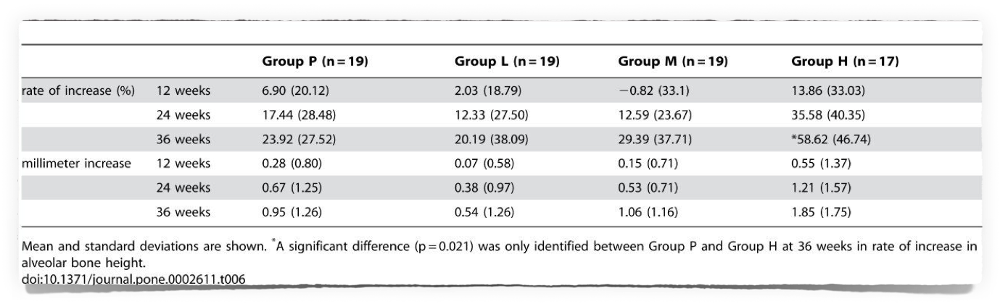 Group P (n = 19) Group L (n = 19) Group M (n = 19) Group H (n = 17)
rate of increase (%) 12 weeks 6.90 (20.12) 2.03 (18.79) −0.82 (33.1) 13.86 (33.03)
24 weeks 17.44 (28.48) 12.33 (27.50) 12.59 (23.67) 35.58 (40.35)
36 weeks 23.92 (27.52) 20.19 (38.09) 29.39 (37.71) *58.62 (46.74)
millimeter increase 12 weeks 0.28 (0.80) 0.07 (0.58) 0.15 (0.71) 0.55 (1.37)
24 weeks 0.67 (1.25) 0.38 (0.97) 0.53 (0.71) 1.21 (1.57)
36 weeks 0.95 (1.26) 0.54 (1.26) 1.06 (1.16) 1.85 (1.75)
Mean and standard deviations are shown. *A significant difference (p = 0.021) was only identified between Group P and Group H at 36 weeks in rate of increase in
alveolar bone height.
doi:10.1371/journal.pone.0002611.t006